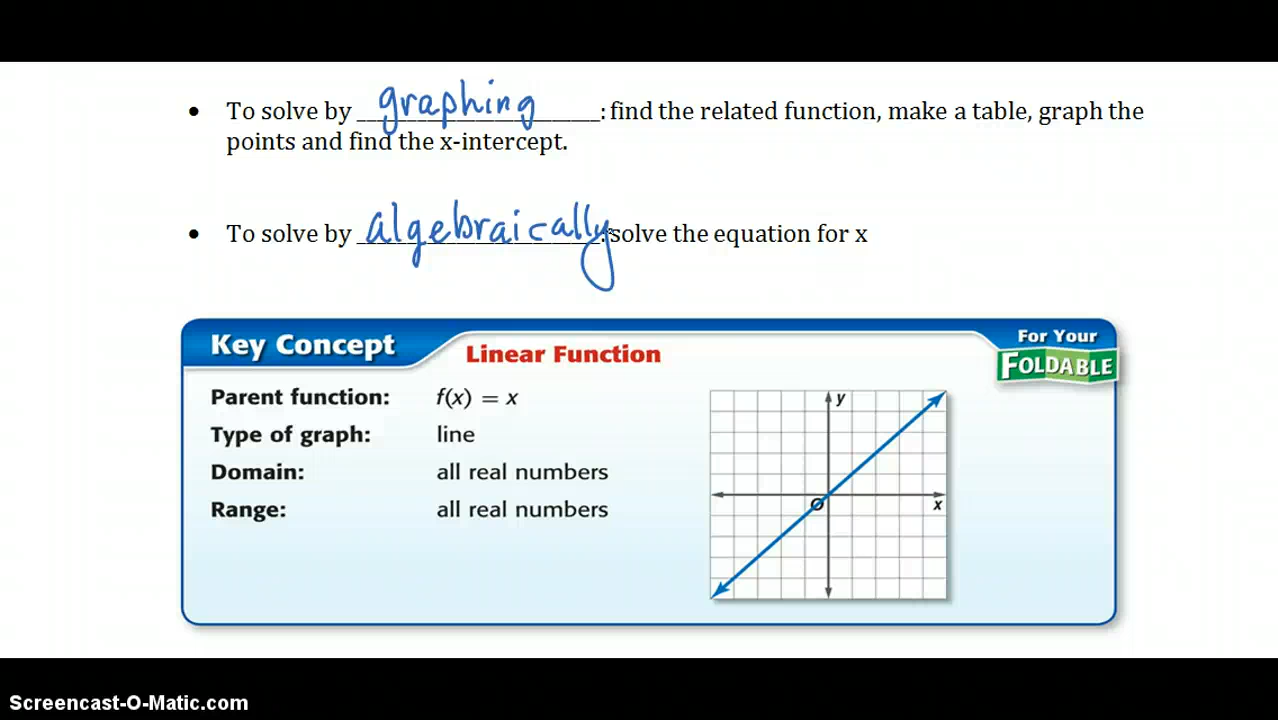 • To solve by graphing: find the related function, make a table, graph the
points and find the x-intercept.
• To solve by algebraically: solve the equation for x
Key Concept
Linear Function
For Your
FOLDABLE
Parent function: f(x) = x
Type of graph: line
Domain: all real numbers
Range: all real numbers
y
O
x
Screencast-O-Matic.com